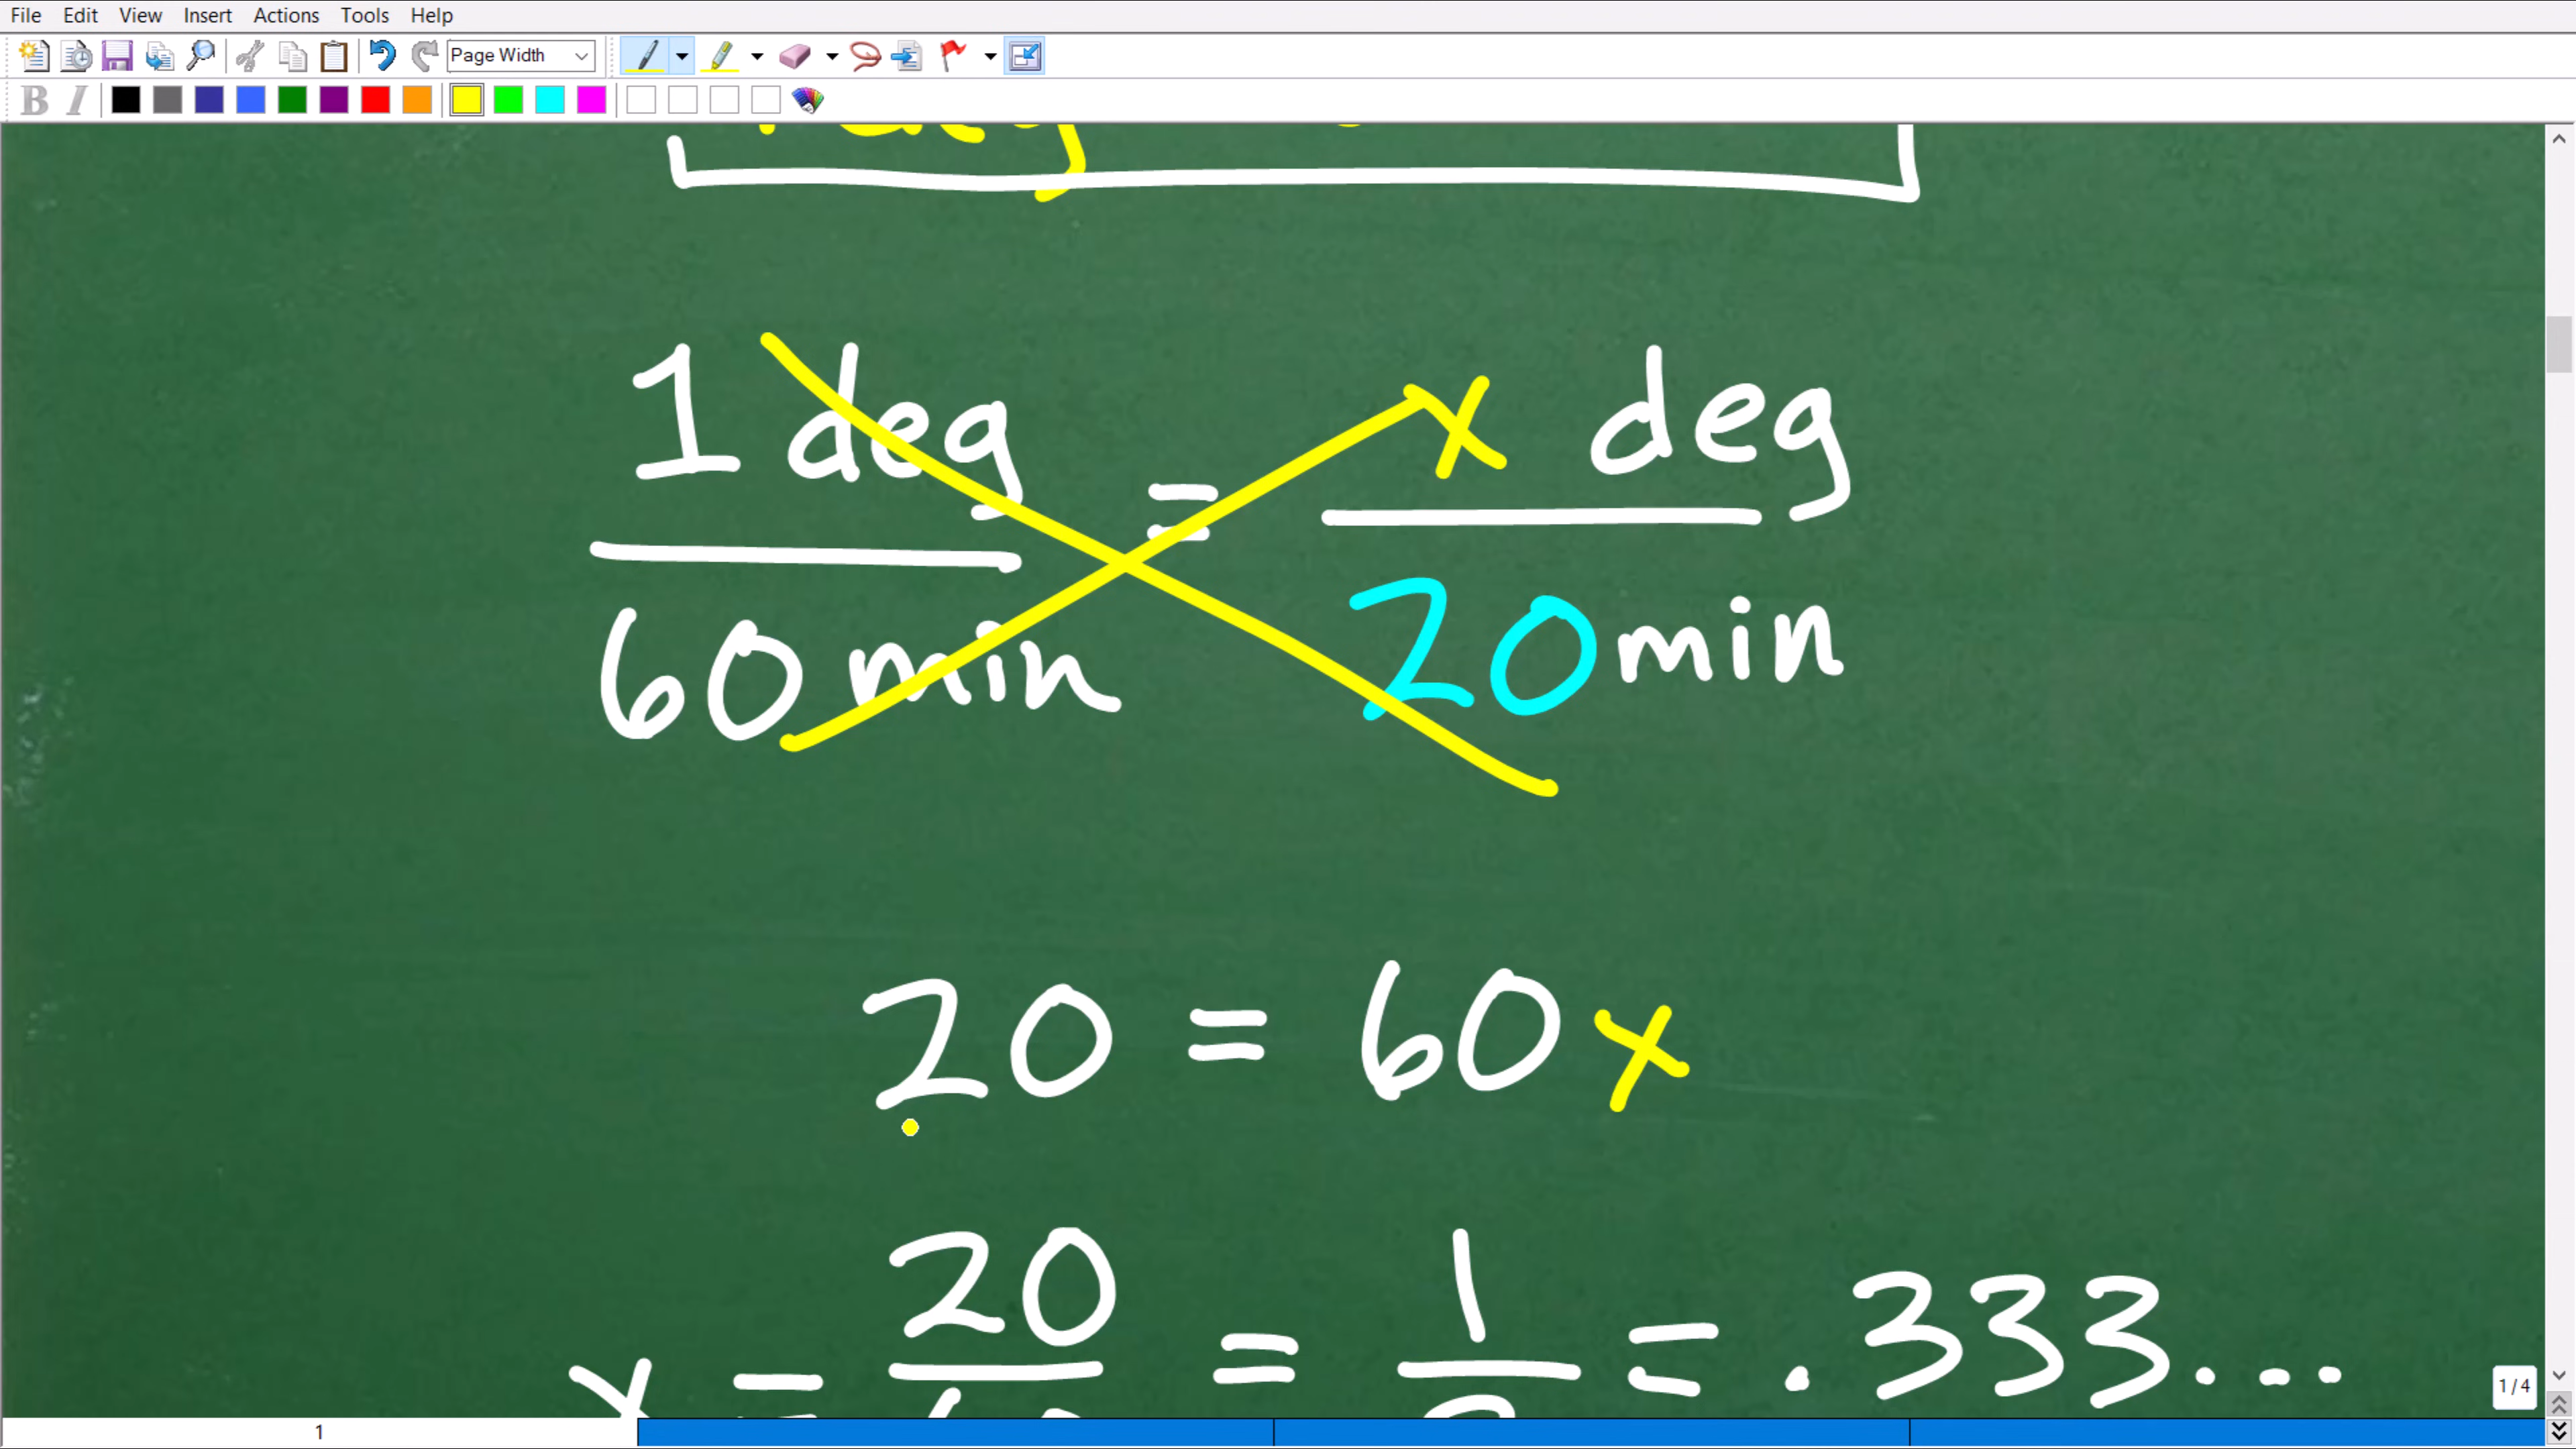 File Edit View Insert Actions Tools Help
Page Width
B I
1 deg = x deg
60 min 20 min
20 = 60 x
x = 20 = 1 = .333...
1 / 4
1